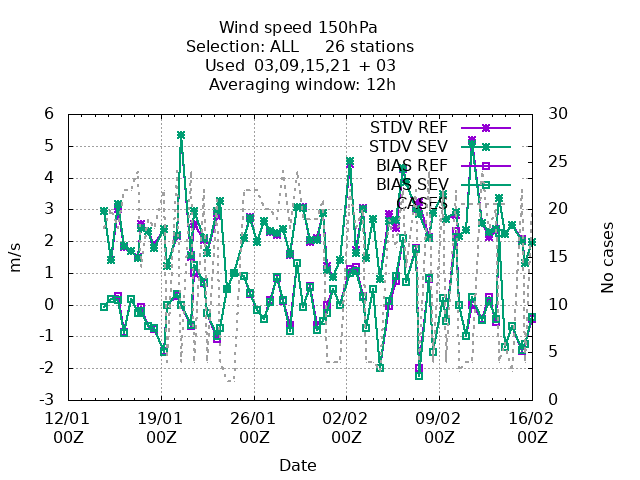 Wind speed 150hPa
Selection: ALL 26 stations
Used 03,09,15,21 + 03
Averaging window: 12h
6 30
STDV REF
STDV SEV
5 25
BIAS REF
BIAS SEV
4 20
CASES
3
2 15
m/s
No cases
1
0 10
-1
5
-2
-3 0
12/01 19/01 26/01 02/02 09/02 16/02
00Z 00Z 00Z 00Z 00Z 00Z
Date